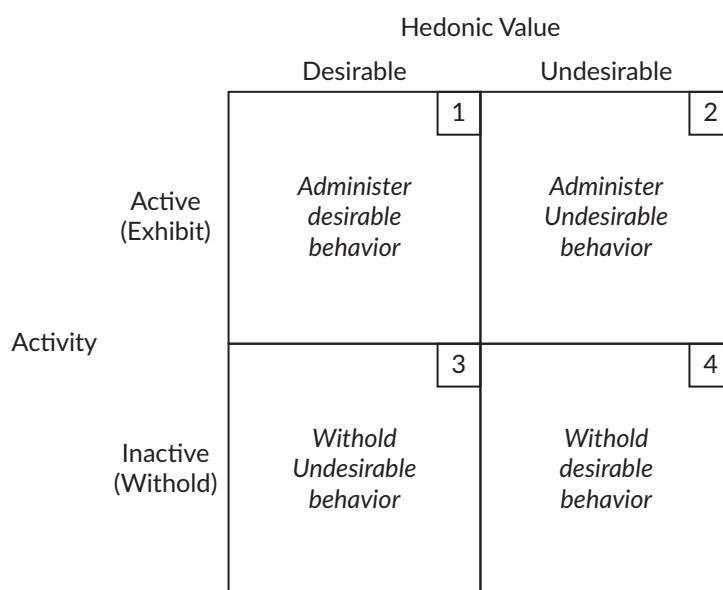 Hedonic Value
Desirable Undesirable
1 2
Active
(Exhibit)
Administer
desirable
behavior
Administer
Undesirable
behavior
Activity
3 4
Inactive
(Withold)
Withold
Undesirable
behavior
Withold
desirable
behavior